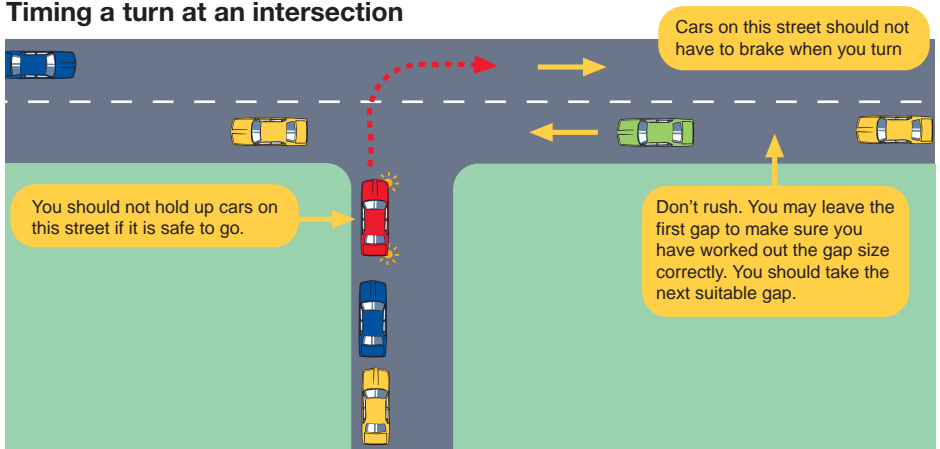 Timing a turn at an intersection
Cars on this street should not
have to brake when you turn
You should not hold up cars on
this street if it is safe to go.
Don’t rush. You may leave the
first gap to make sure you
have worked out the gap size
correctly. You should take the
next suitable gap.